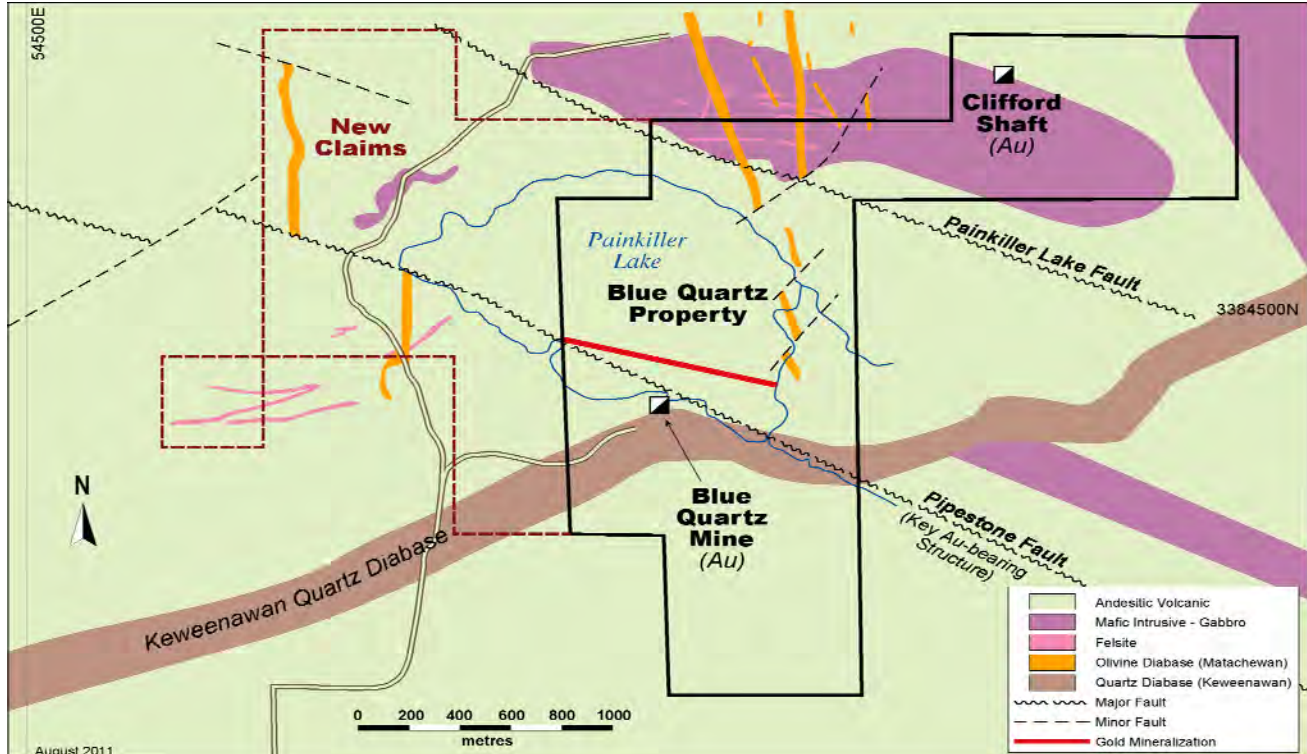 54500E
New
Claims
Clifford
Shaft
(Au)
Painkiller
Lake
Painkiller Lake Fault
Blue Quartz
Property
3384500N
N
Blue
Quartz
Mine
(Au)
Pipestone Fault
(Key Au-bearing
Structure)
Keweenawan Quartz Diabase
0 200 400 600 800 1000
metres
Andesitic Volcanic
Mafic Intrusive - Gabbro
Felsite
Olivine Diabase (Matachewan)
Quartz Diabase (Keweenawan)
Major Fault
Minor Fault
Gold Mineralization
August 2011